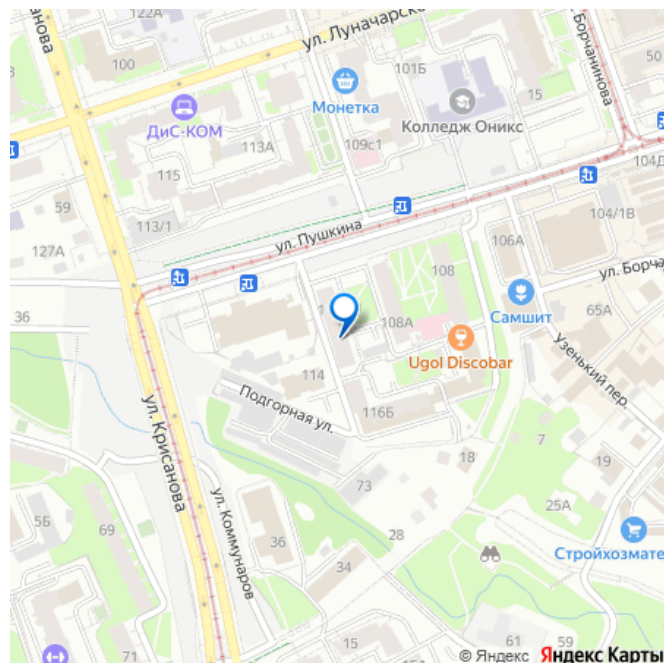 122А
ул. Луначарска
анова
100
101Б
Борчанинова
50
Монетка
15
ДиС-КОМ
Колледж Оникс
113А
109с1
115
104Д
59
113/1
104/1В
ул. Пушкина
106А
127А
108
ул. Борча
36
1
Самшит
65А
108А
Ugol Discobar
Узенький пер.
114
Подгорная ул.
116Б
ул. Крисанова
7
18
19
73
ул. Коммунаров
25А
5Б
69
28
36
Стройхозмате
34
15
61
59
71
© Яндекс Яндекс Карты